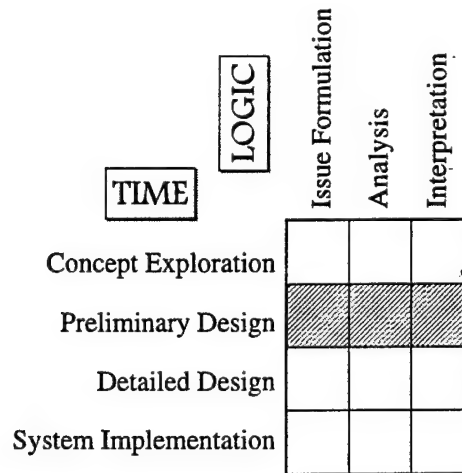 LOGIC
Issue Formulation
Analysis
Interpretation
TIME
Concept Exploration
Preliminary Design
Detailed Design
System Implementation